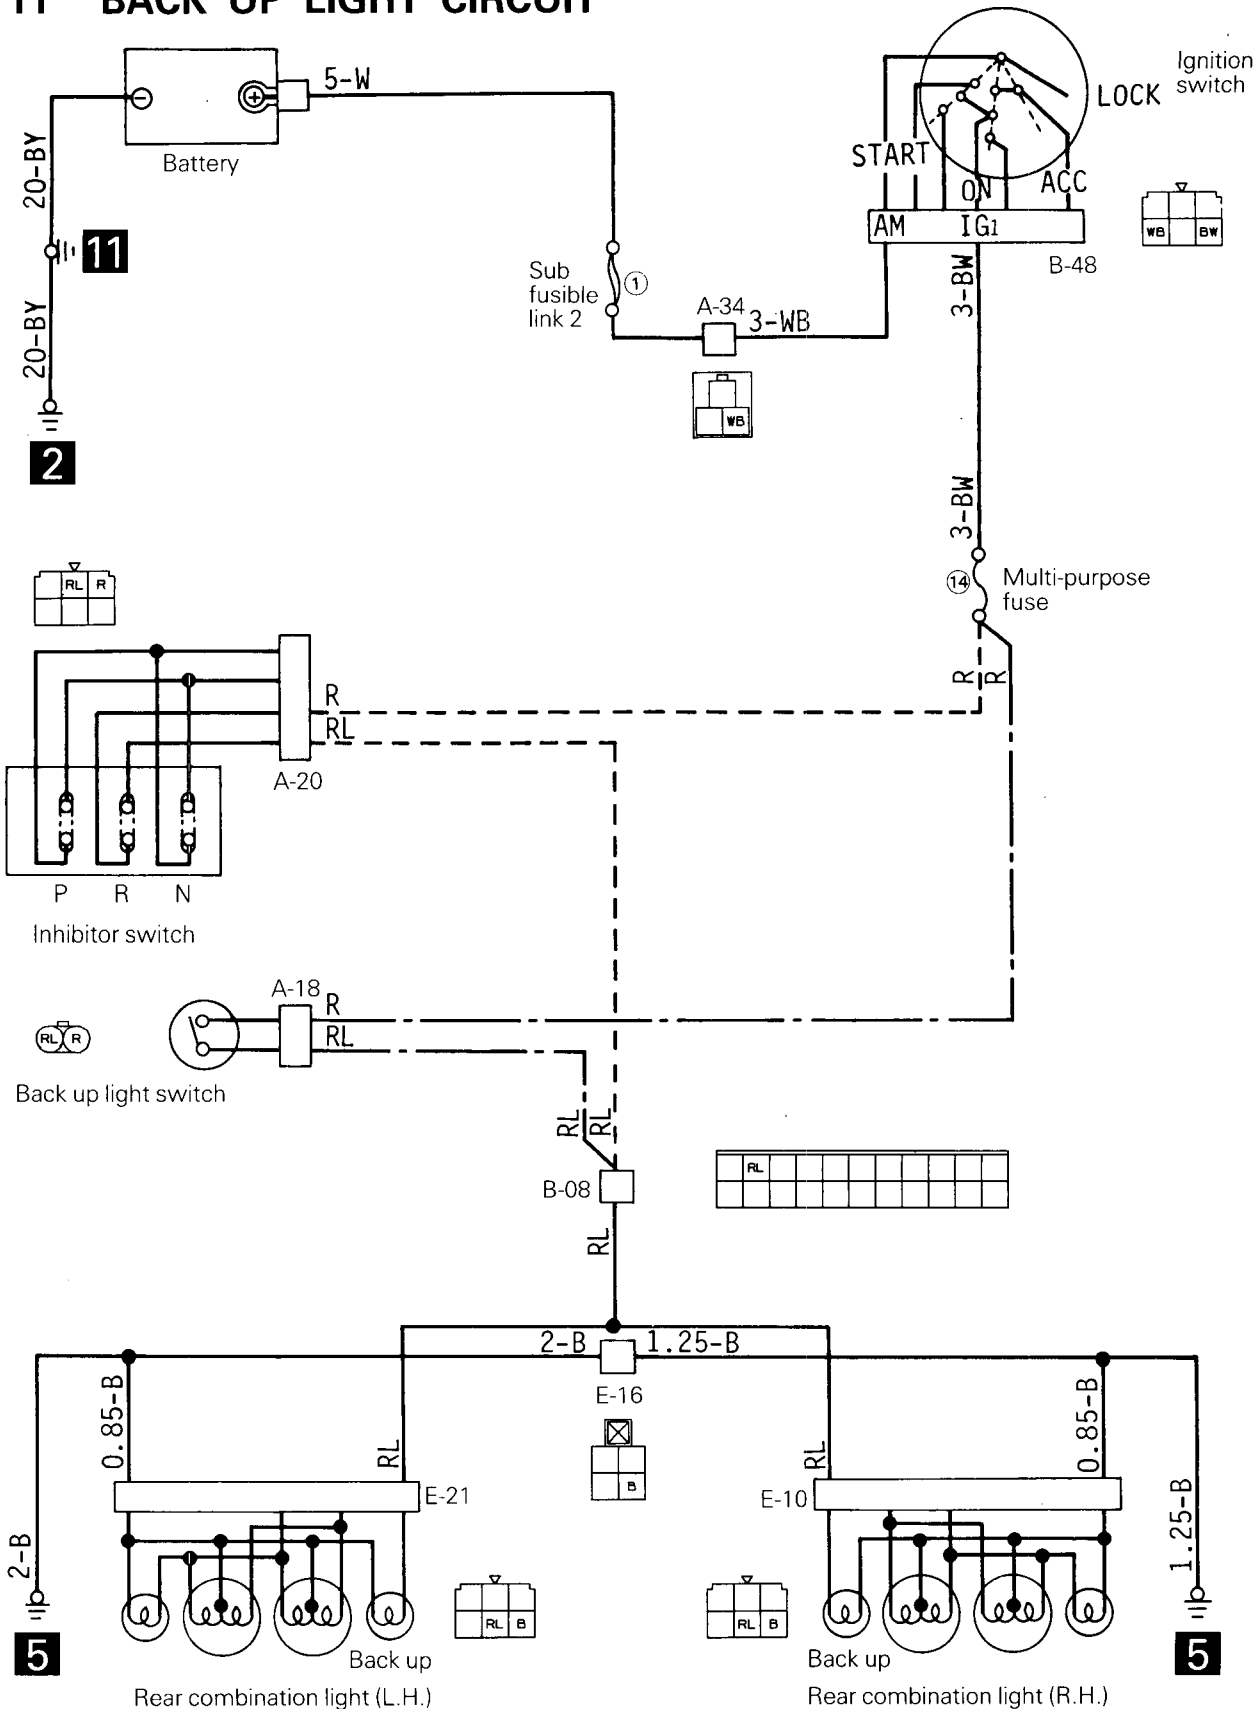 11 BACK UP LIGHT CIRCUIT
Battery
5-W
20-BY
11
20-BY
2
Sub
fusible
link 2
1
A-34
3-WB
WB
Ignition
switch
LOCK
START
ON
ACC
AM
IG1
B-48
WB
BW
3-BW
3-BW
14
Multi-purpose
fuse
R
R
RL
R
R
RL
A-20
P
R
N
Inhibitor switch
A-18
R
RL
RL
R
Back up light switch
RL
RL
B-08
RL
RL
2-B
1.25-B
E-16
B
0.85-B
RL
E-21
RL
0.85-B
E-10
2-B
1.25-B
5
RL
B
RL
B
5
Back up
Back up
Rear combination light (L.H.)
Rear combination light (R.H.)